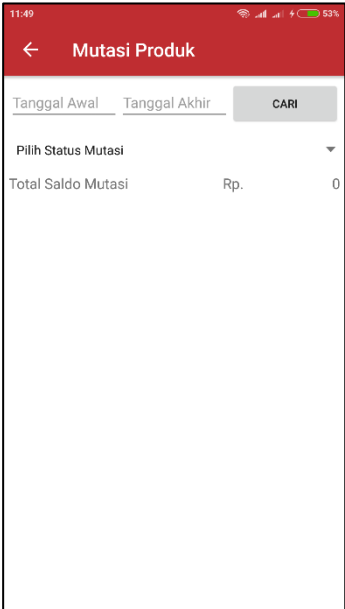 11:49 53%
Mutasi Produk
Tanggal Awal Tanggal Akhir CARI
Pilih Status Mutasi
Total Saldo Mutasi Rp. 0